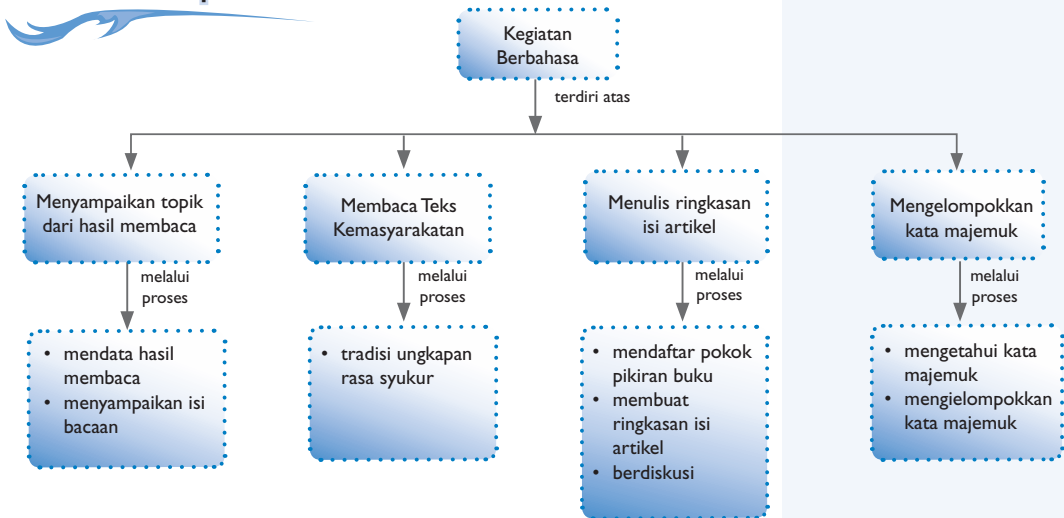 Kegiatan
Berbahasa
terdiri atas
Menyampaikan topik
dari hasil membaca
Membaca Teks
Kemasyarakatan
Menulis ringkasan
isi artikel
Mengelompokkan
kata majemuk
melalui
proses
melalui
proses
melalui
proses
melalui
proses
• mendata hasil
membaca
• menyampaikan isi
bacaan
• tradisi ungkapan
rasa syukur
• mendaftar pokok
pikiran buku
• membuat
ringkasan isi
artikel
• berdiskusi
• mengetahui kata
majemuk
• mengielompokkan
kata majemuk